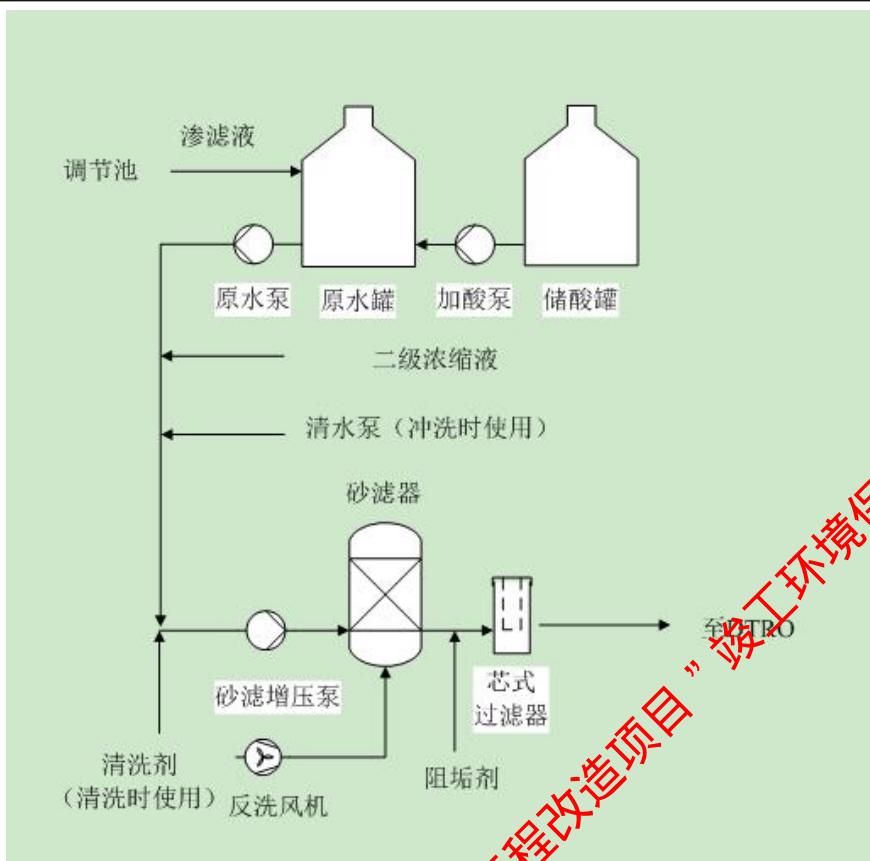 渗滤液
调节池
原水泵
原水罐
加酸泵
储酸罐
二级浓缩液
清水泵（冲洗时使用）
砂滤器
至DTRO
芯式
过滤器
砂滤增压泵
清洗剂
（清洗时使用）
反洗风机
阻垢剂
程改造项目”竣工环境保